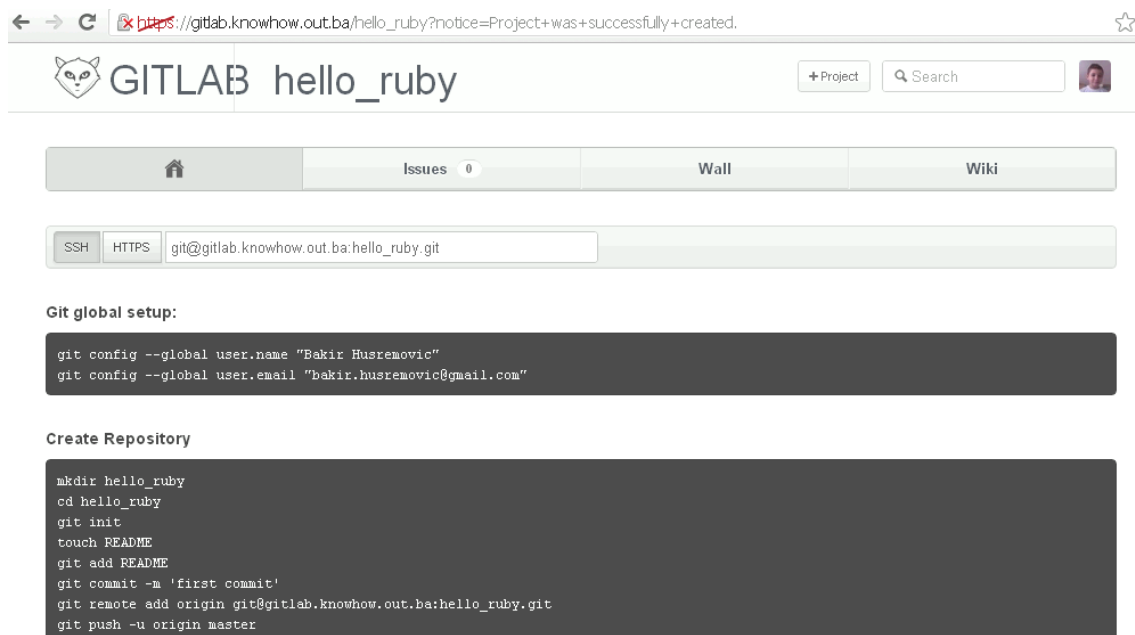 https://gitlab.knowhow.out.ba/hello_ruby?notice=Project+was+successfully+created.
GITLAB hello_ruby
+Project
Search
Issues 0
Wall
Wiki
SSH
HTTPS
git@gitlab.knowhow.out.ba:hello_ruby.git
Git global setup:
git config --global user.name "Bakir Husremovic"
git config --global user.email "bakir.husremovic@gmail.com"
Create Repository
mkdir hello_ruby
cd hello_ruby
git init
touch README
git add README
git commit -m 'first commit'
git remote add origin git@gitlab.knowhow.out.ba:hello_ruby.git
git push -u origin master